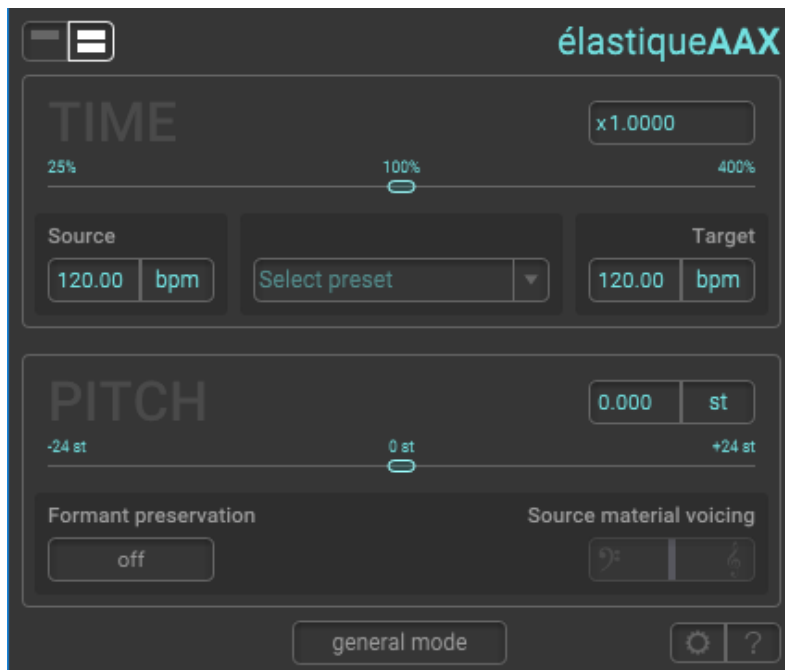 élastiqueAAX
TIME
x1.0000
25% 100% 400%
Source Target
120.00 bpm Select preset 120.00 bpm
PITCH
0.000 st
-24 st 0 st +24 st
Formant preservation Source material voicing
off
general mode ?